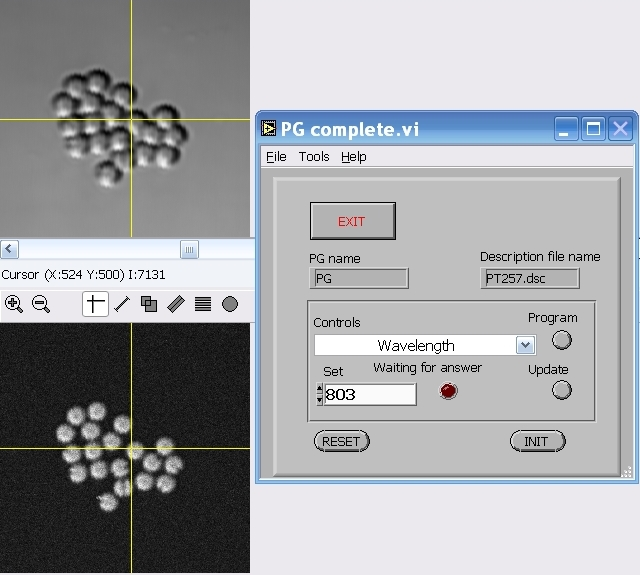 PG complete.vi
File Tools Help
EXIT
PG name
Description file name
PG
PT257.dsc
Cursor (X:524 Y:500) I:7131
Controls
Program
Wavelength
Set
Waiting for answer
Update
803
RESET
INIT